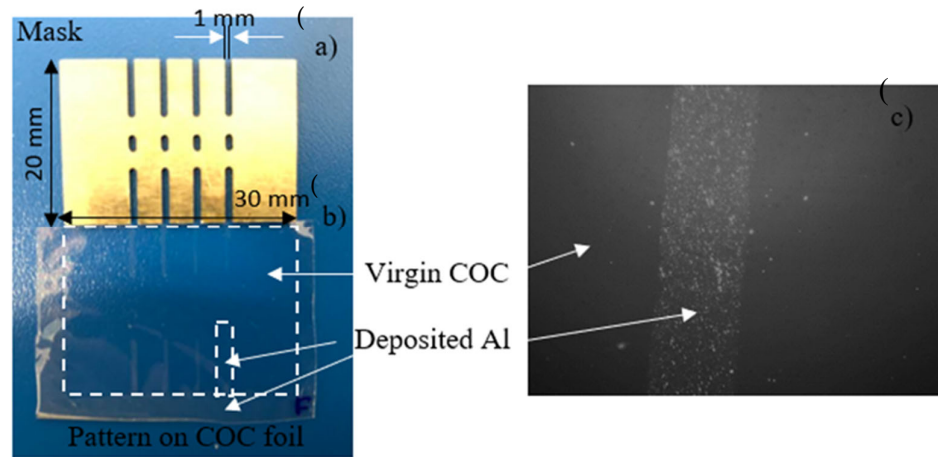 Mask
1 mm
(
a)
20 mm
30 mm
(
b)
Virgin COC
Deposited Al
Pattern on COC foil
(
c)